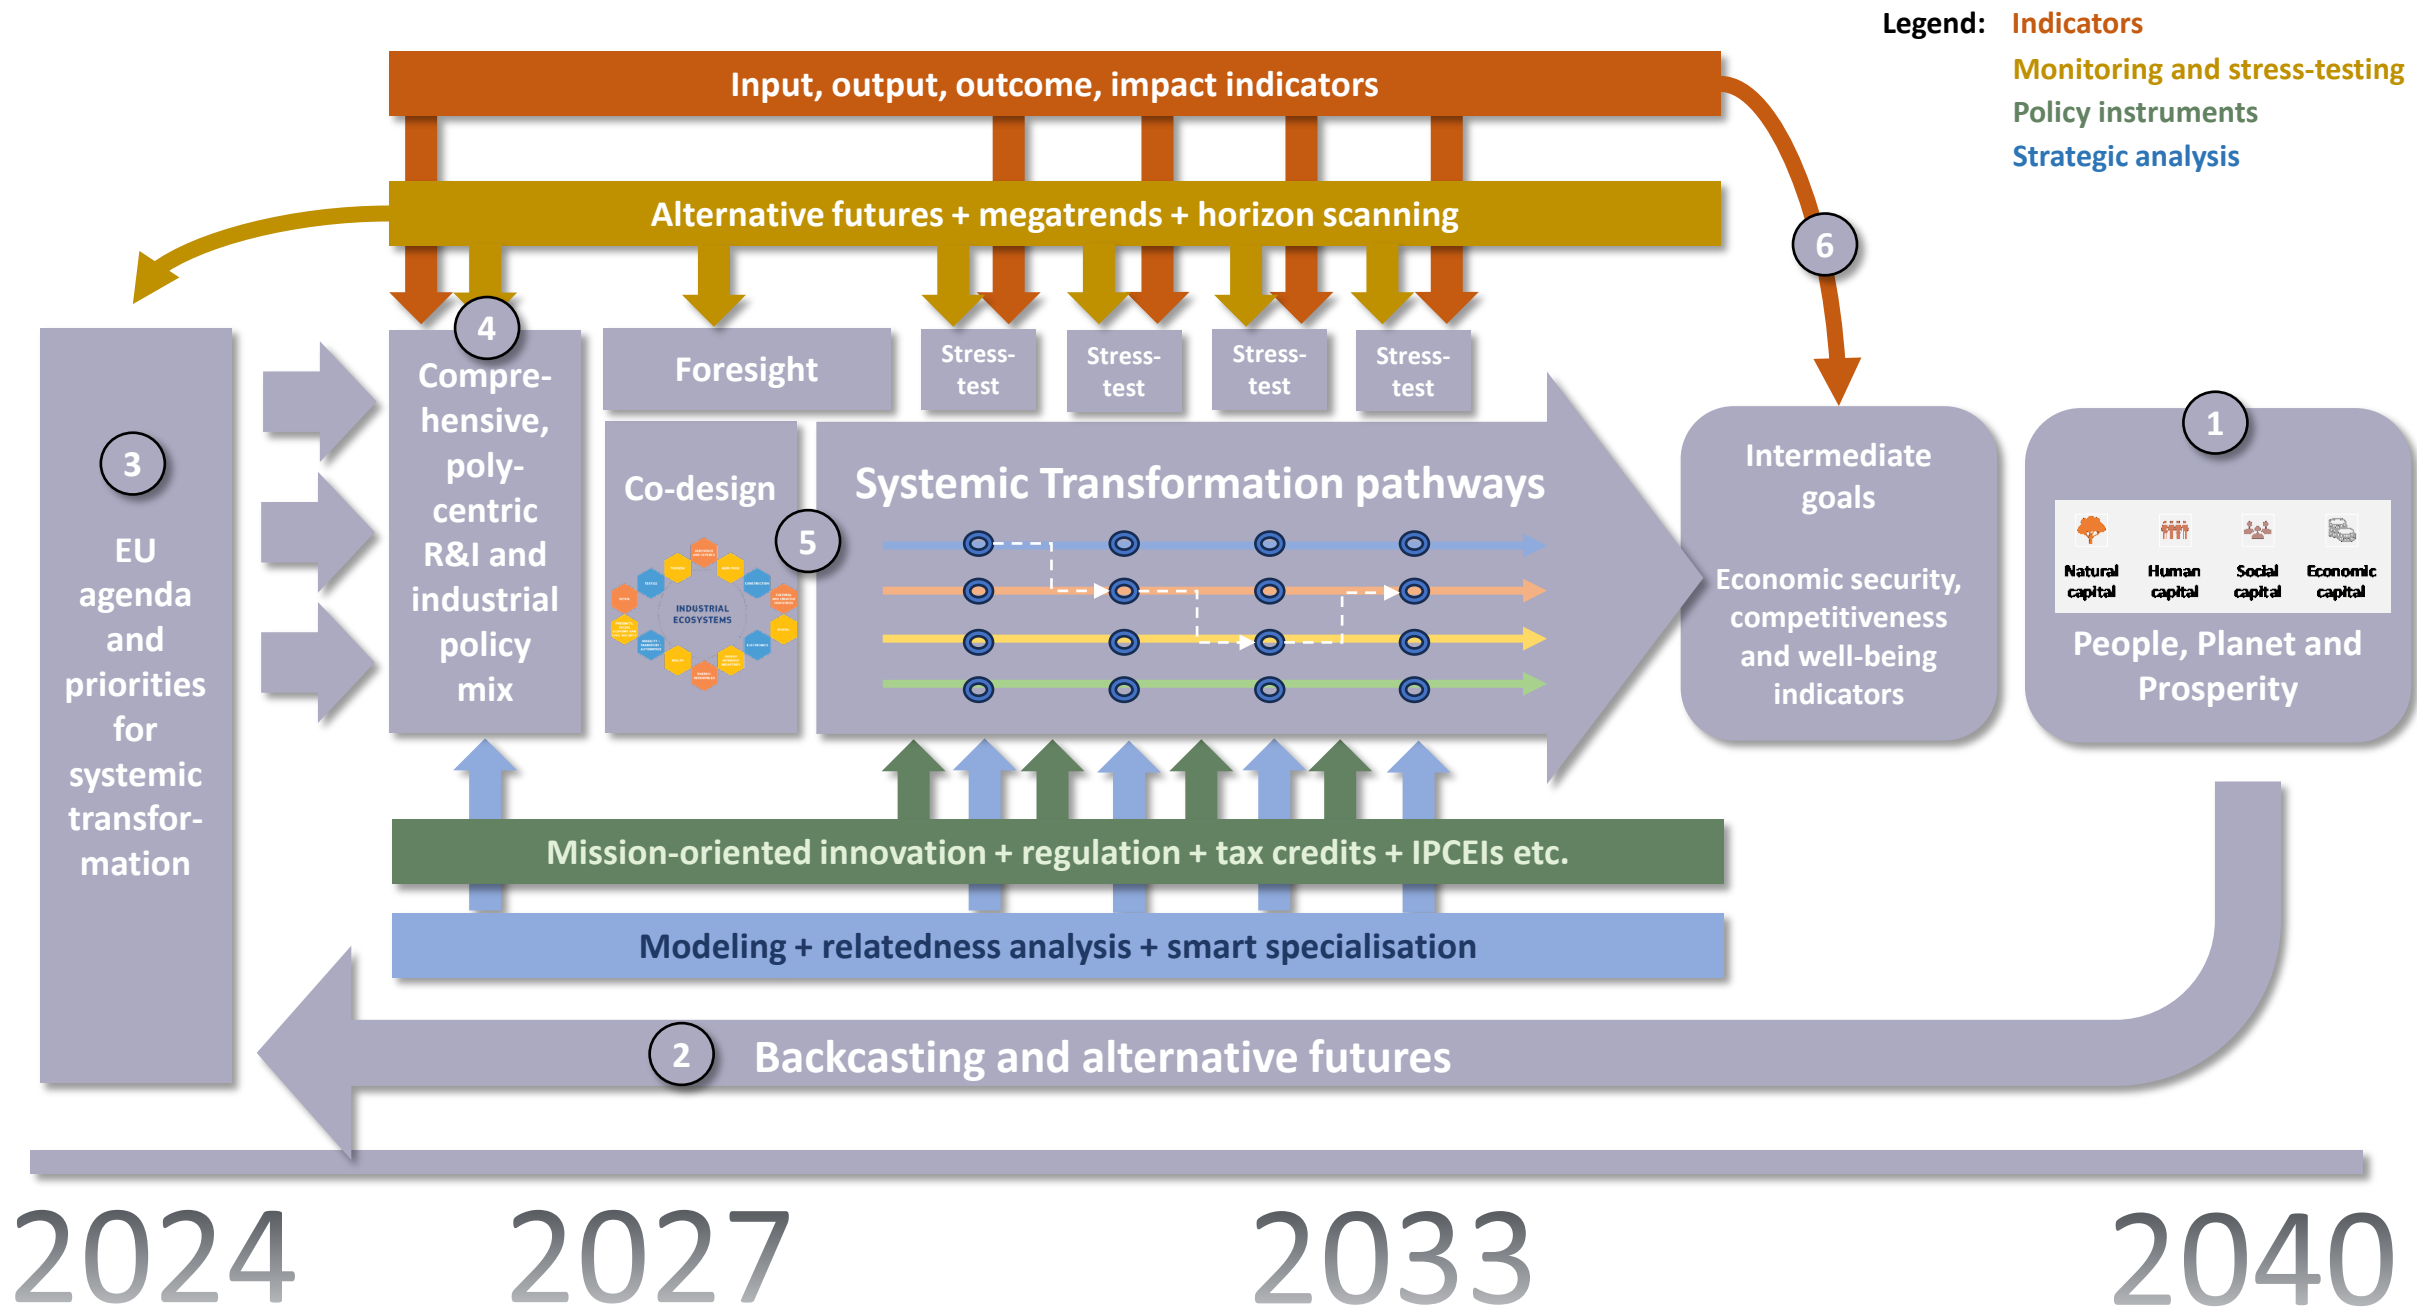 Legend: Indicators
Monitoring and stress-testing
Policy instruments
Strategic analysis
Input, output, outcome, impact indicators
Alternative futures + megatrends + horizon scanning
6
3
EU
agenda
and
priorities
for
systemic
transfor-
mation
4
Compre-
hensive,
poly-
centric
R&I and
industrial
policy
mix
Foresight
Stress-
test
Stress-
test
Stress-
test
Stress-
test
Co-design
INDUSTRIAL
ECOSYSTEMS
5
Systemic Transformation pathways
Intermediate
goals
Economic security,
competitiveness
and well-being
indicators
1
Natural
capital
Human
capital
Social
capital
Economic
capital
People, Planet and
Prosperity
Mission-oriented innovation + regulation + tax credits + IPCEIs etc.
Modeling + relatedness analysis + smart specialisation
2 Backcasting and alternative futures
2024 2027 2033 2040